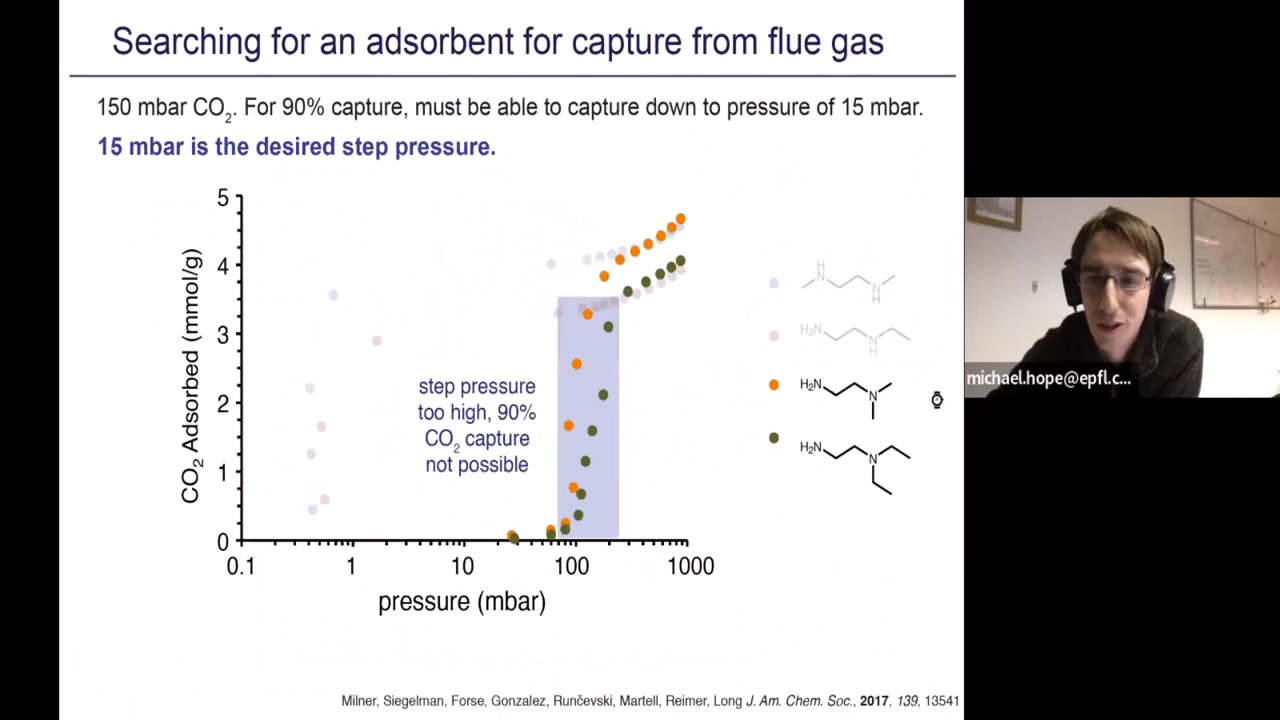 Searching for an adsorbent for capture from flue gas
150 mbar CO₂. For 90% capture, must be able to capture down to pressure of 15 mbar.
15 mbar is the desired step pressure.
CO₂ Adsorbed (mmol/g)
5
4
3
2
1
0
0.1
1
10
100
1000
pressure (mbar)
step pressure
too high, 90%
CO₂ capture
not possible
H
N
N
H
H₂N
N
H
H₂N
N
H₂N
N
michael.hope@epfl.c...
Milner, Siegelman, Forse, Gonzalez, Runčevski, Martell, Reimer, Long J. Am. Chem. Soc., 2017, 139, 13541